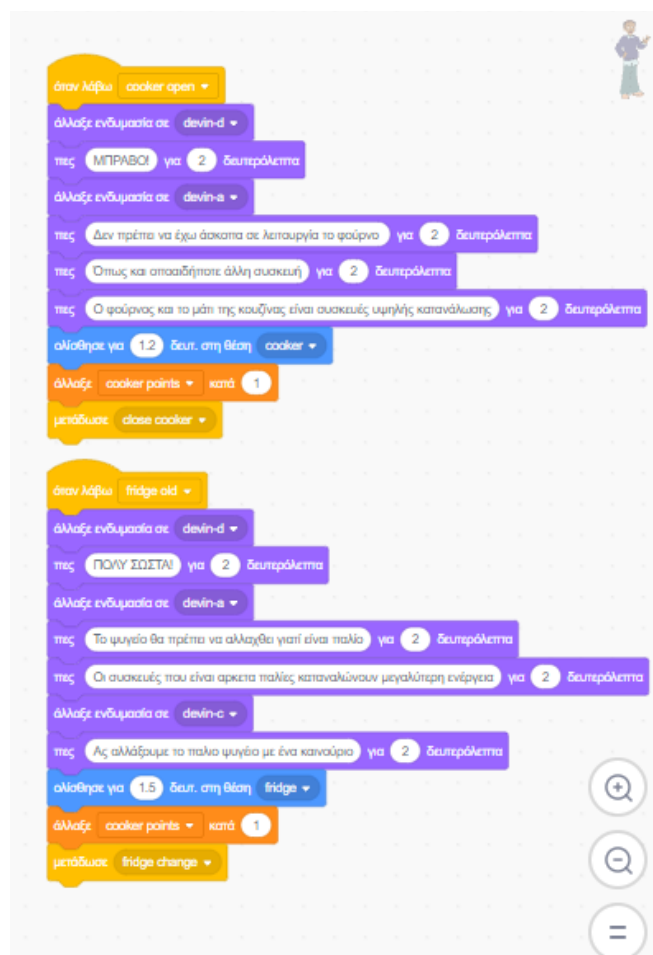 όταν λάβω cooker open
άλλαξε ενδυμασία σε devin-d
πες ΜΠΡΑΒΟ! για 2 δευτερόλεπτα
άλλαξε ενδυμασία σε devin-a
πες Δεν πρέπει να έχω άσκοπα σε λειτουργία το φούρνο για 2 δευτερόλεπτα
πες Όπως και οποαιδήποτε άλλη συσκευή για 2 δευτερόλεπτα
πες Ο φούρνος και το μάτι της κουζίνας είναι συσκευές υψηλής κατανάλωσης για 2 δευτερόλεπτα
ολίσθησε για 1.2 δευτ. στη θέση cooker
άλλαξε cooker points κατά 1
μετάδωσε close cooker
όταν λάβω fridge old
άλλαξε ενδυμασία σε devin-d
πες ΠΟΛΥ ΣΩΣΤΑ! για 2 δευτερόλεπτα
άλλαξε ενδυμασία σε devin-a
πες Το ψυγείο θα πρέπει να αλλαχθει γιατί είναι παλίο για 2 δευτερόλεπτα
πες Οι συσκευές που είναι αρκετα παλίες καταναλώνουν μεγαλύτερη ενέργεια για 2 δευτερόλεπτα
άλλαξε ενδυμασία σε devin-c
πες Ας αλλάξουμε το παλιο ψυγέιο με ένα καινούριο για 2 δευτερόλεπτα
ολίσθησε για 1.5 δευτ. στη θέση fridge
άλλαξε cooker points κατά 1
μετάδωσε fridge change